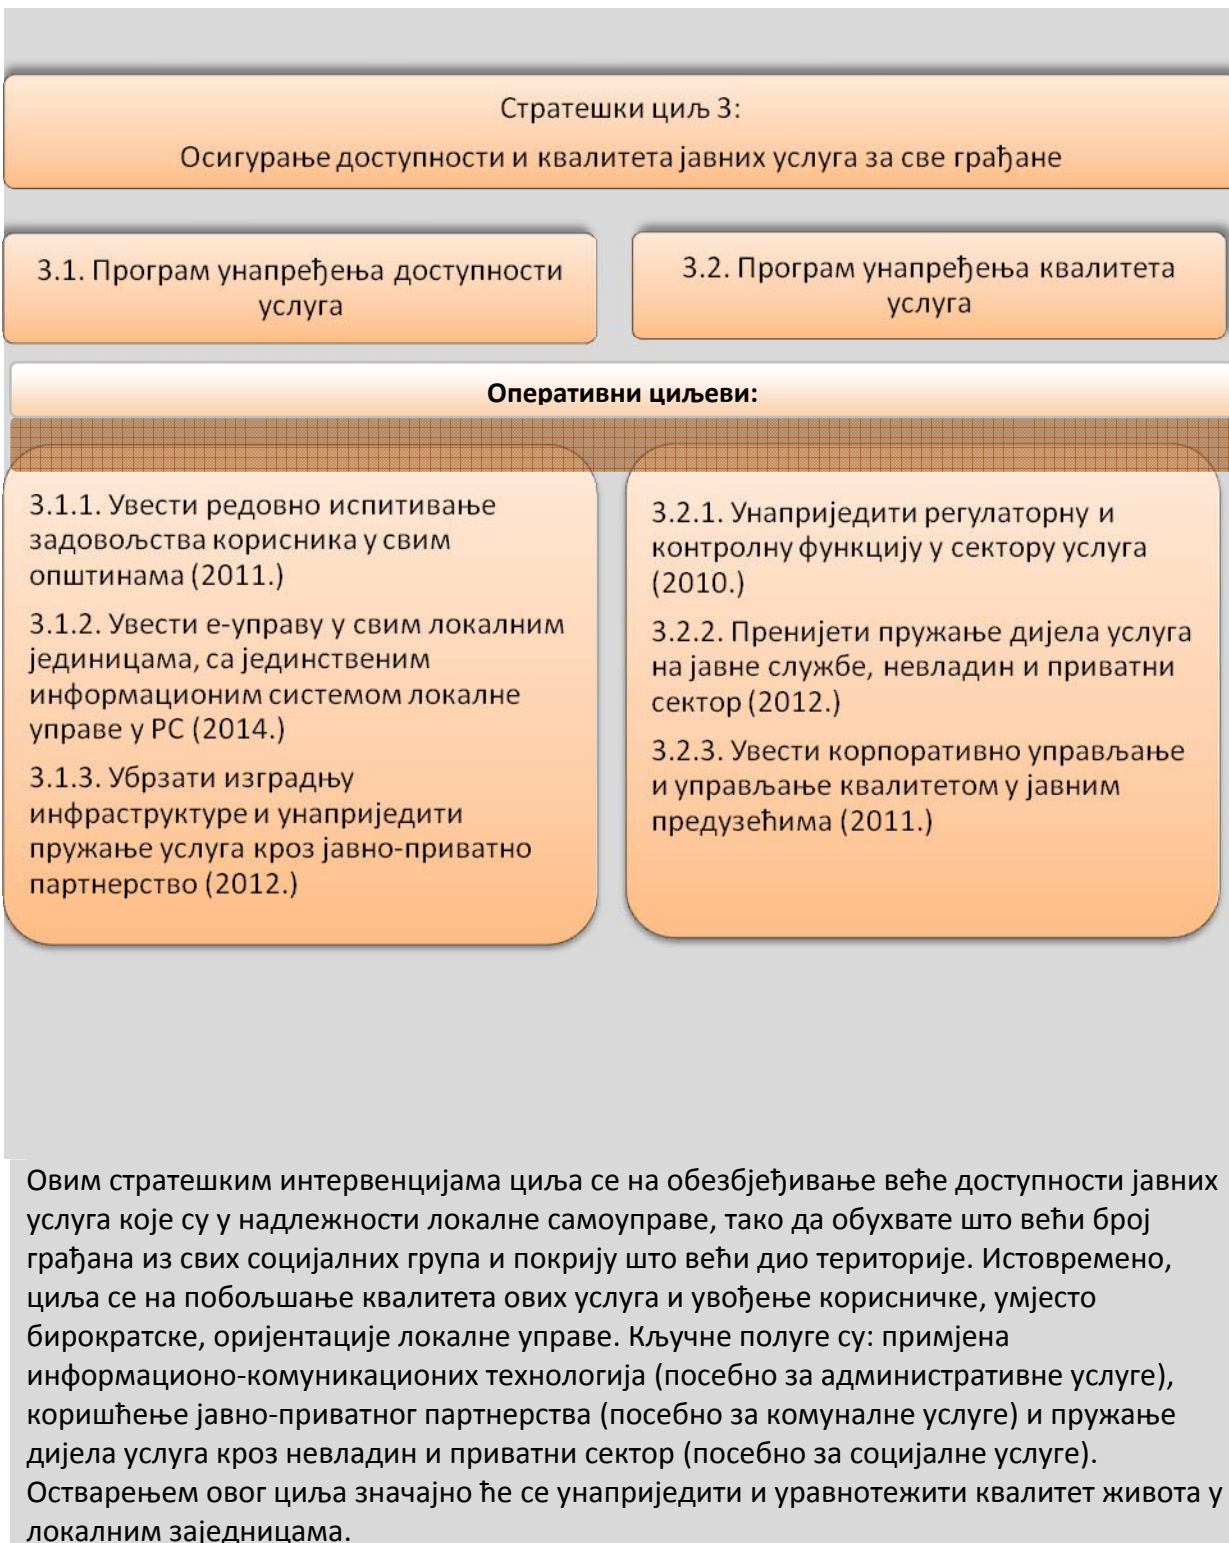 Стратешки циљ 3:
Осигурање доступности и квалитета јавних услуга за све грађане
3.1. Програм унапређења доступности
услуга
3.2. Програм унапређења квалитета
услуга
Оперативни циљеви:
3.1.1. Увести редовно испитивање
задовољства корисника у свим
општинама (2011.)
3.1.2. Увести е-управу у свим локалним
јединицама, са јединственим
информационим системом локалне
управе у РС (2014.)
3.1.3. Убрзати изградњу
инфраструктуре и унаприједити
пружање услуга кроз јавно-приватно
партнерство (2012.)
3.2.1. Унаприједити регулаторну и
контролну функцију у сектору услуга
(2010.)
3.2.2. Пренијети пружање дијела услуга
на јавне службе, невладин и приватни
сектор (2012.)
3.2.3. Увести корпоративно управљање
и управљање квалитетом у јавним
предузећима (2011.)
Овим стратешким интервенцијама циља се на обезбјеђивање веће доступности јавних
услуга које су у надлежности локалне самоуправе, тако да обухвате што већи број
грађана из свих социјалних група и покрију што већи дио територије. Истовремено,
циља се на побољшање квалитета ових услуга и увођење корисничке, умјесто
бирократске, оријентације локалне управе. Кључне полуге су: примјена
информационо-комуникационих технологија (посебно за административне услуге),
коришћење јавно-приватног партнерства (посебно за комуналне услуге) и пружање
дијела услуга кроз невладин и приватни сектор (посебно за социјалне услуге).
Остварењем овог циља значајно ће се унаприједити и уравнотежити квалитет живота у
локалним заједницама.